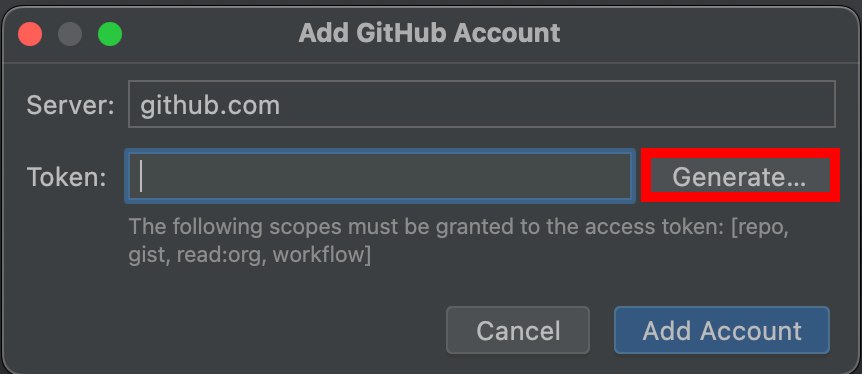 Add GitHub Account
Server: github.com
Token: Generate...
The following scopes must be granted to the access token: [repo,
gist, read:org, workflow]
Cancel Add Account